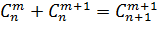 $C_n^m + C_n^{m+1} = C_{n+1}^{m+1}$